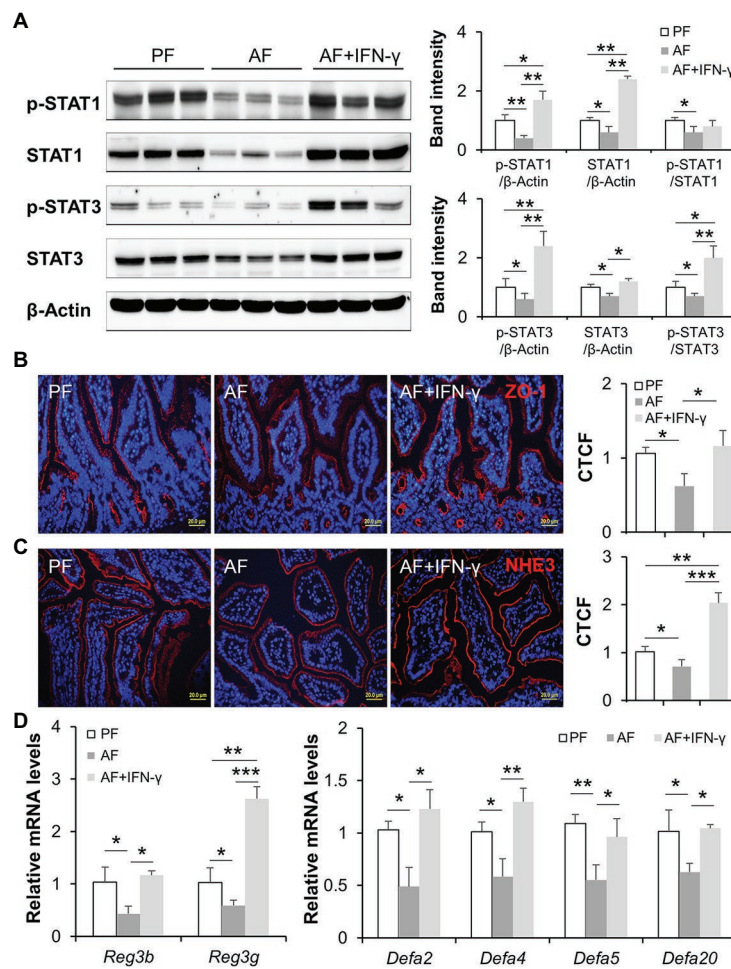 A
PF AF AF+IFN-γ
p-STAT1
STAT1
p-STAT3
STAT3
β-Actin
PF
AF
AF+IFN-γ
Band intensity
4
2
0
* ** ** **
** ** *
*
p-STAT1 STAT1 p-STAT1
/β-Actin /β-Actin /STAT1
Band intensity
4
2
0
** *
** * **
* * *
p-STAT3 STAT3 p-STAT3
/β-Actin /β-Actin /STAT3
B
PF AF AF+IFN-γ ZO-1
20.0 µm 20.0 µm 20.0 µm
CTCF
2
1
0
PF
AF
AF+IFN-γ
* *
C
PF AF AF+IFN-γ NHE3
20.0 µm 20.0 µm 20.0 µm
CTCF
3
2
1
0
**
***
*
D
Relative mRNA levels
4
3
2
1
0
PF
AF
AF+IFN-γ
**
***
* * *
Reg3b Reg3g
Relative mRNA levels
2
1.5
1
0.5
0
PF AF AF+IFN-γ
* * * ** ** * * *
Defa2 Defa4 Defa5 Defa20